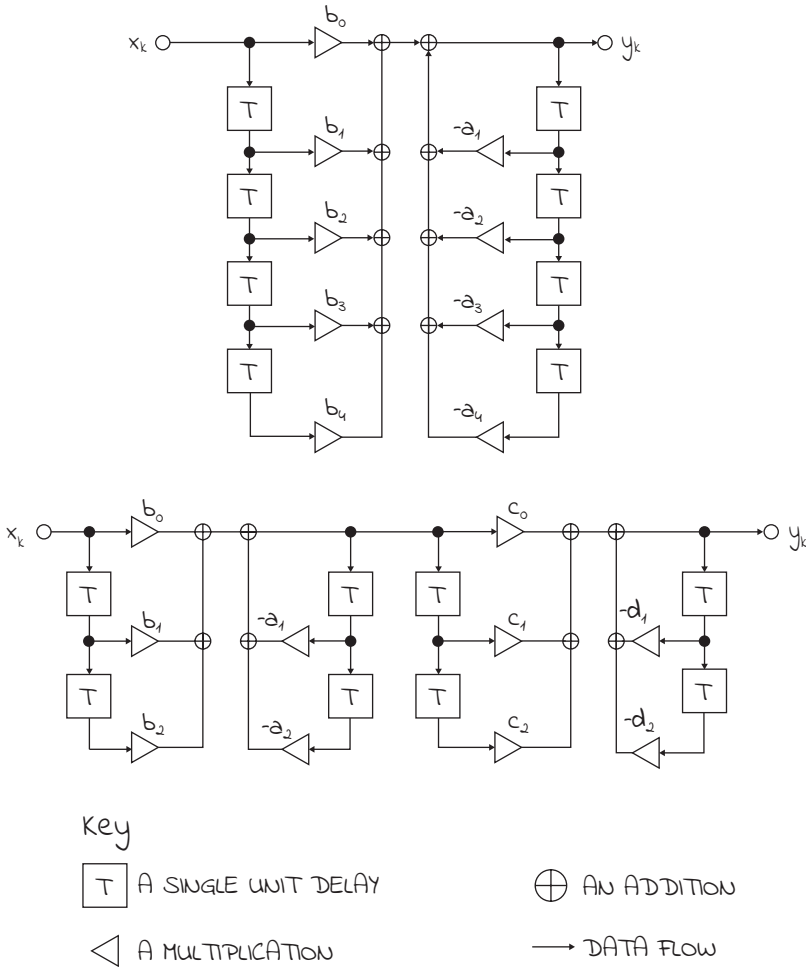 b₀
xₖ
yₖ
T T
b₁ -a₁
T T
b₂ -a₂
T T
b₃ -a₃
T T
b₄ -a₄
b₀ c₀
xₖ yₖ
T T T T
b₁ -a₁ c₁ -d₁
T T T T
b₂ -a₂ c₂ -d₂
Key
T A SINGLE UNIT DELAY
AN ADDITION
A MULTIPLICATION
DATA FLOW